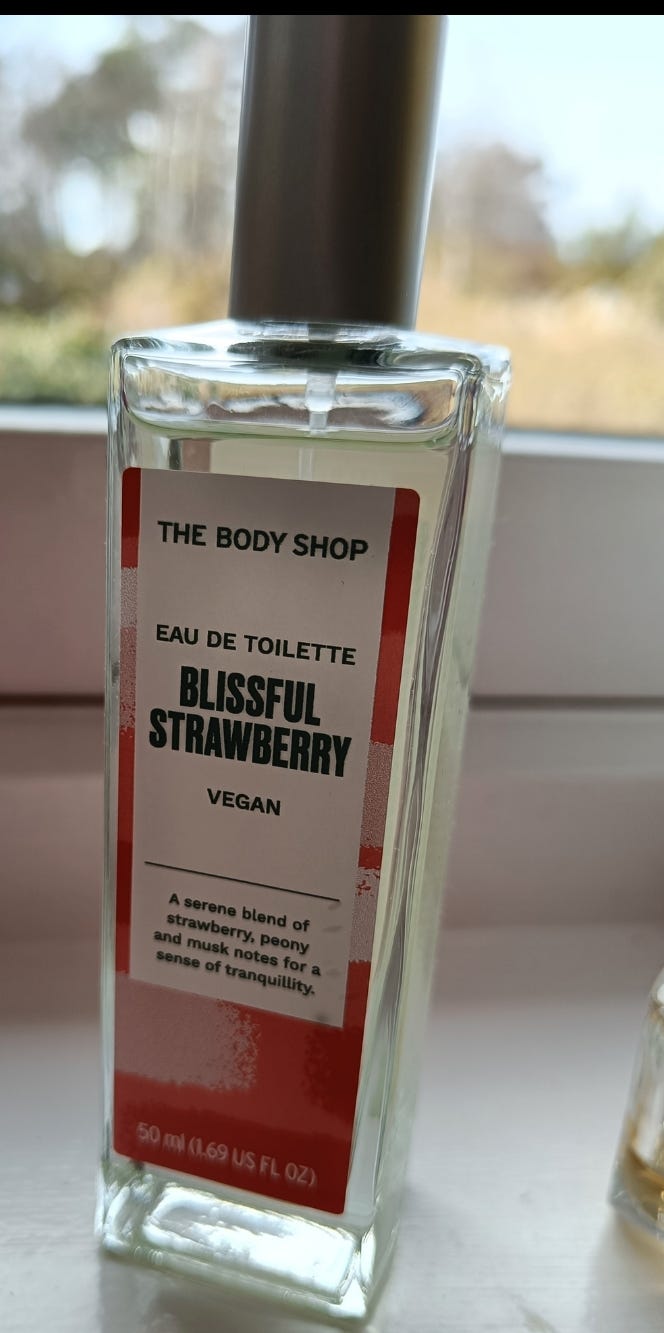 THE BODY SHOP
EAU DE TOILETTE
BLISSFUL
STRAWBERRY
VEGAN
A serene blend of
strawberry, peony
and musk notes for a
sense of tranquillity.
50 ml (1.69 US FL OZ)